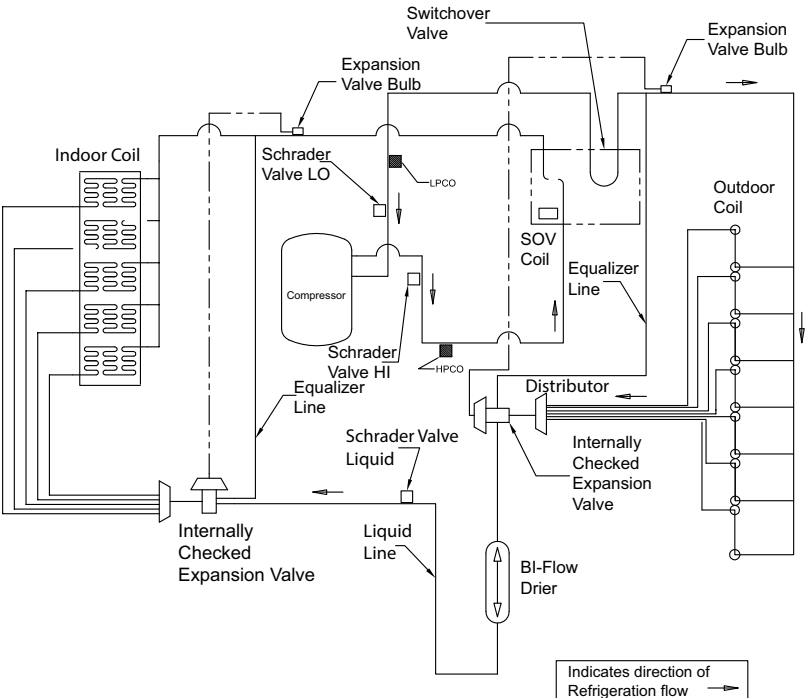 Switchover
Valve
Expansion
Valve Bulb
Expansion
Valve Bulb
Indoor Coil
Schrader
Valve LO
LPCO
Outdoor
Coil
SOV
Coil
Equalizer
Line
Compressor
Schrader
Valve HI
HPCO
Equalizer
Line
Distributor
Schrader Valve
Liquid
Internally
Checked
Expansion
Valve
Internally
Checked
Expansion Valve
Liquid
Line
BI-Flow
Drier
Indicates direction of
Refrigeration flow